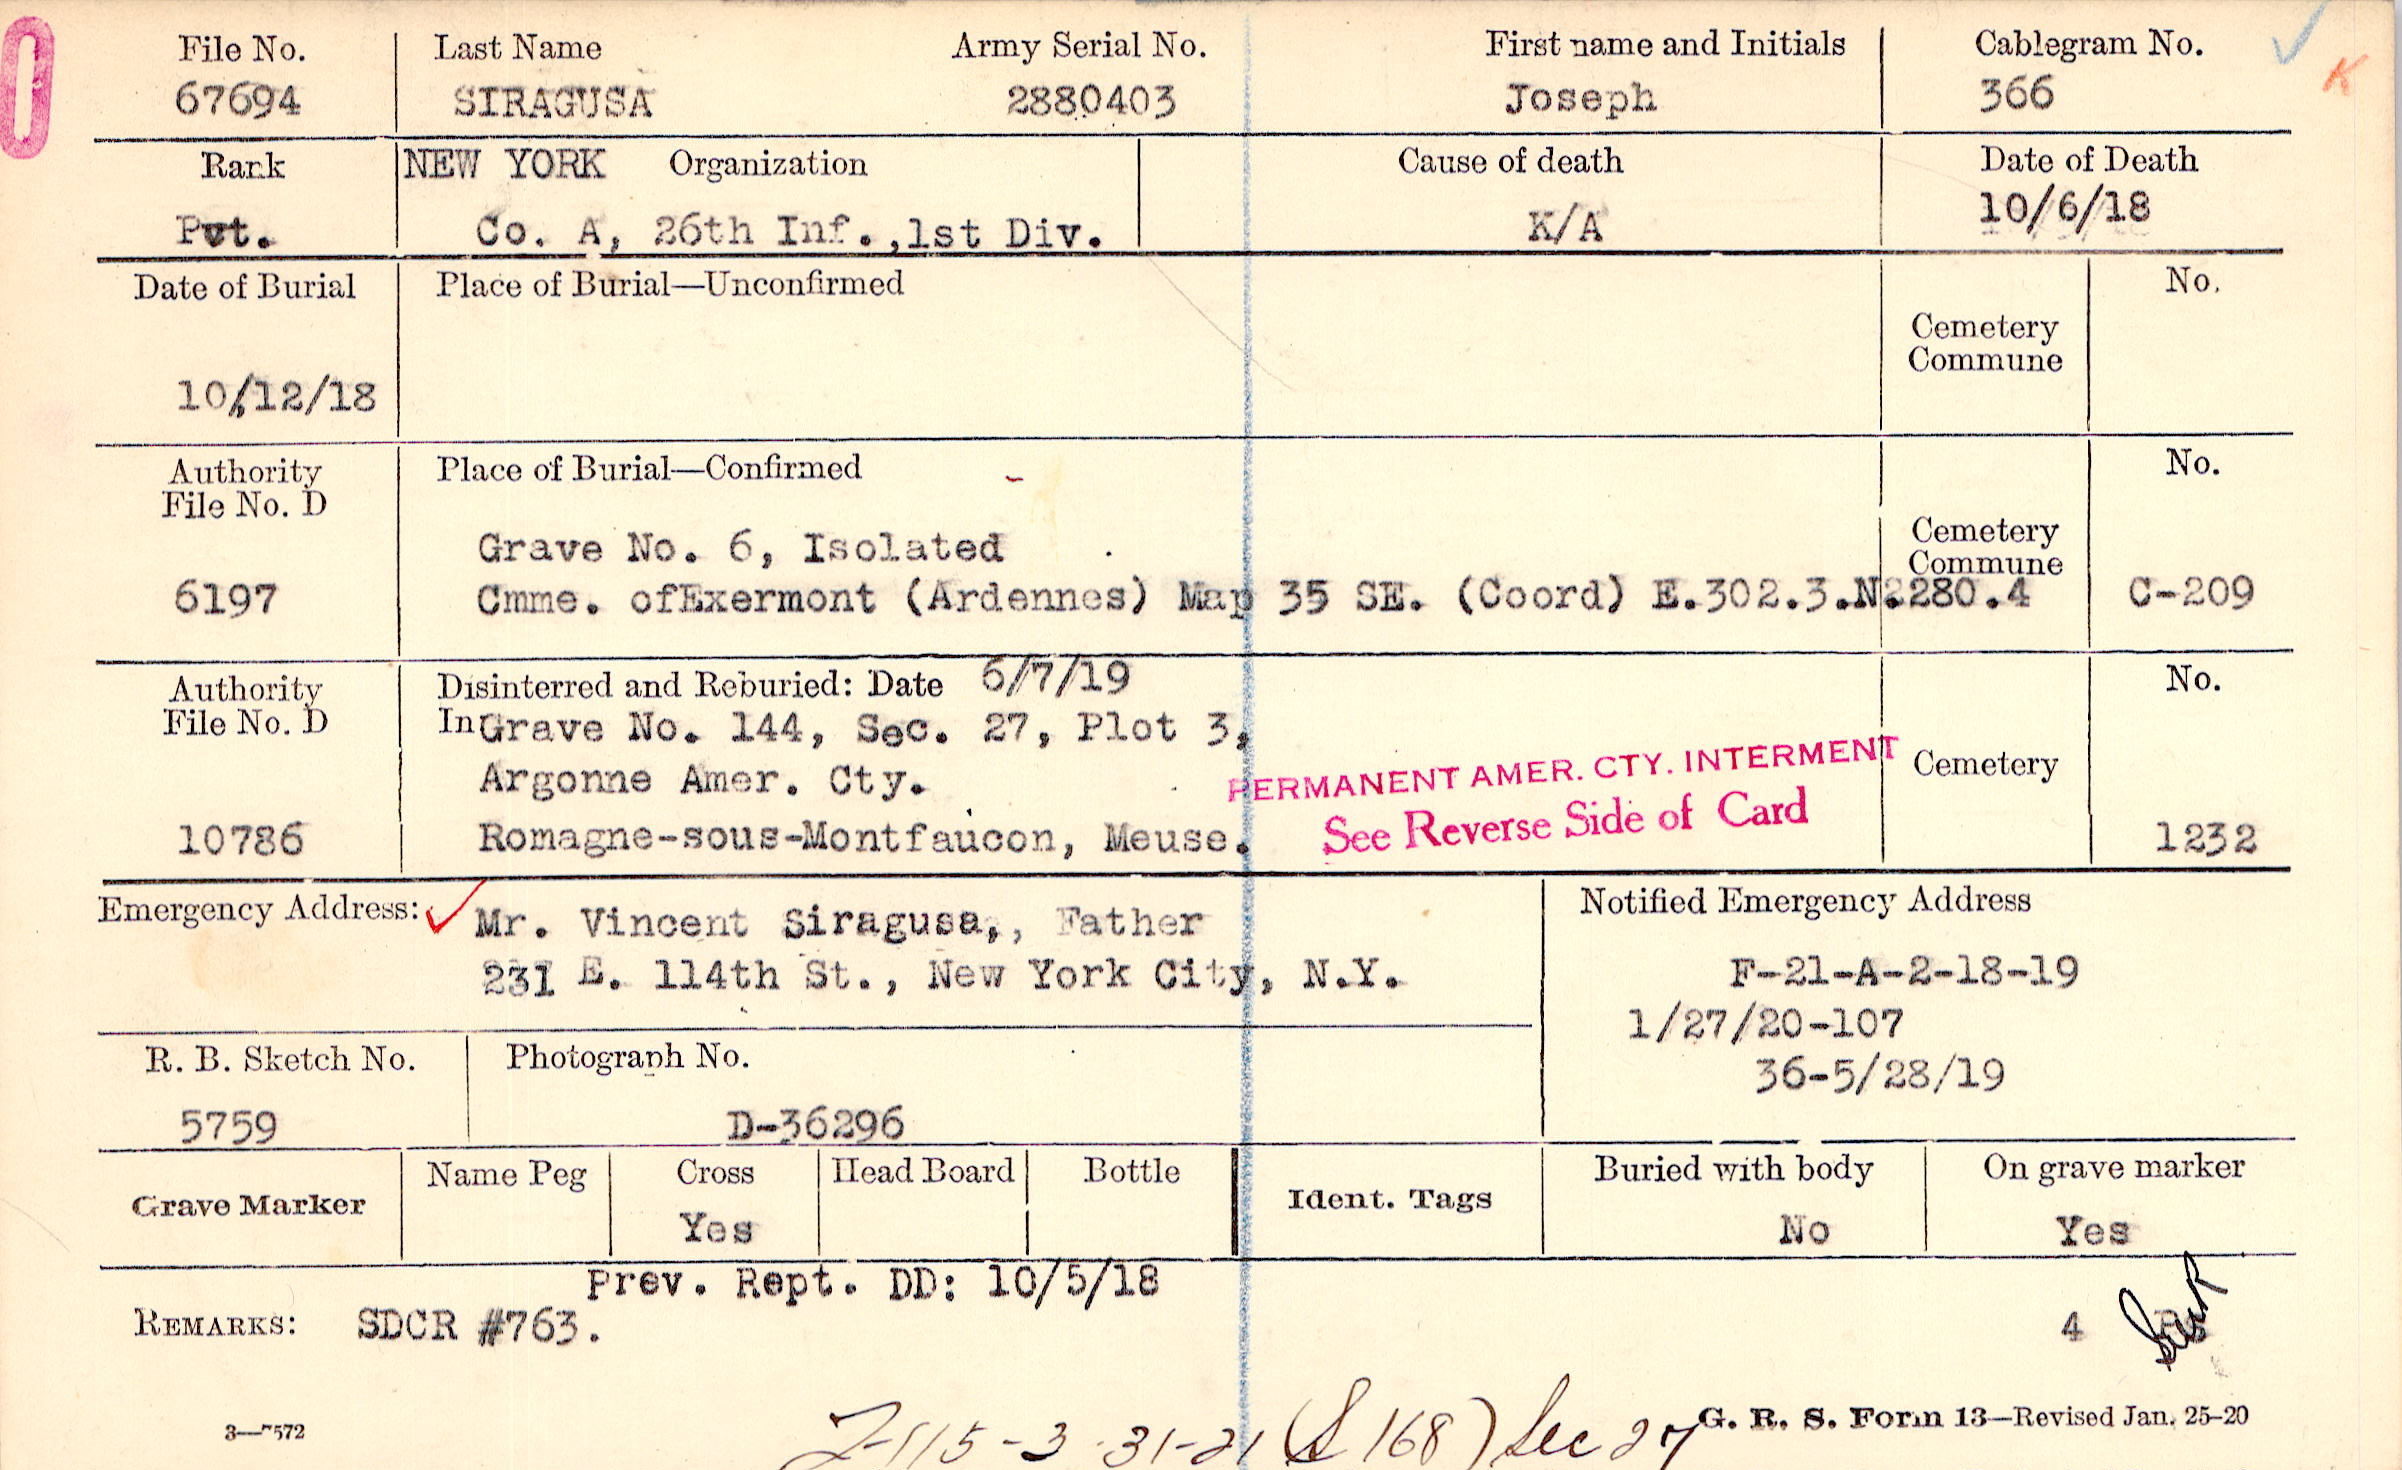 File No. Last Name Army Serial No. First name and Initials Cablegram No. K
67694 SIRAGUSA 2880403 Joseph 366
Rank NEW YORK Organization Cause of death Date of Death
Pvt. Co. A, 26th Inf.,1st Div. K/A 10/6/18
Date of Burial Place of Burial—Unconfirmed No.
Cemetery
Commune
10/12/18
Authority Place of Burial—Confirmed No.
File No. D
Grave No. 6, Isolated Cemetery
Commune
6197 Cmme. ofExermont (Ardennes) Map 35 SE. (Coord) E.302.3.N.280.4 C-209
Authority Disinterred and Reburied: Date 6/7/19 No.
File No. D In Grave No. 144, Sec. 27, Plot 3,
Argonne Amer. Cty. PERMANENT AMER. CTY. INTERMENT Cemetery
10786 Romagne-sous-Montfaucon, Meuse. See Reverse Side of Card 1232
Emergency Address: Mr. Vincent Siragusa,, Father Notified Emergency Address
231 E. 114th St., New York City, N.Y. F-21-A-2-18-19
1/27/20-107
R. B. Sketch No. Photograph No. 36-5/28/19
5759 D-36296
Grave Marker Name Peg Cross Head Board Bottle Ident. Tags Buried with body On grave marker
Yes No Yes
Prev. Rept. DD: 10/5/18
REMARKS: SDCR #763. 4
3—7572 G. R. S. Form 13—Revised Jan. 25-20
115-3-31-21 (S 168) Sec 27